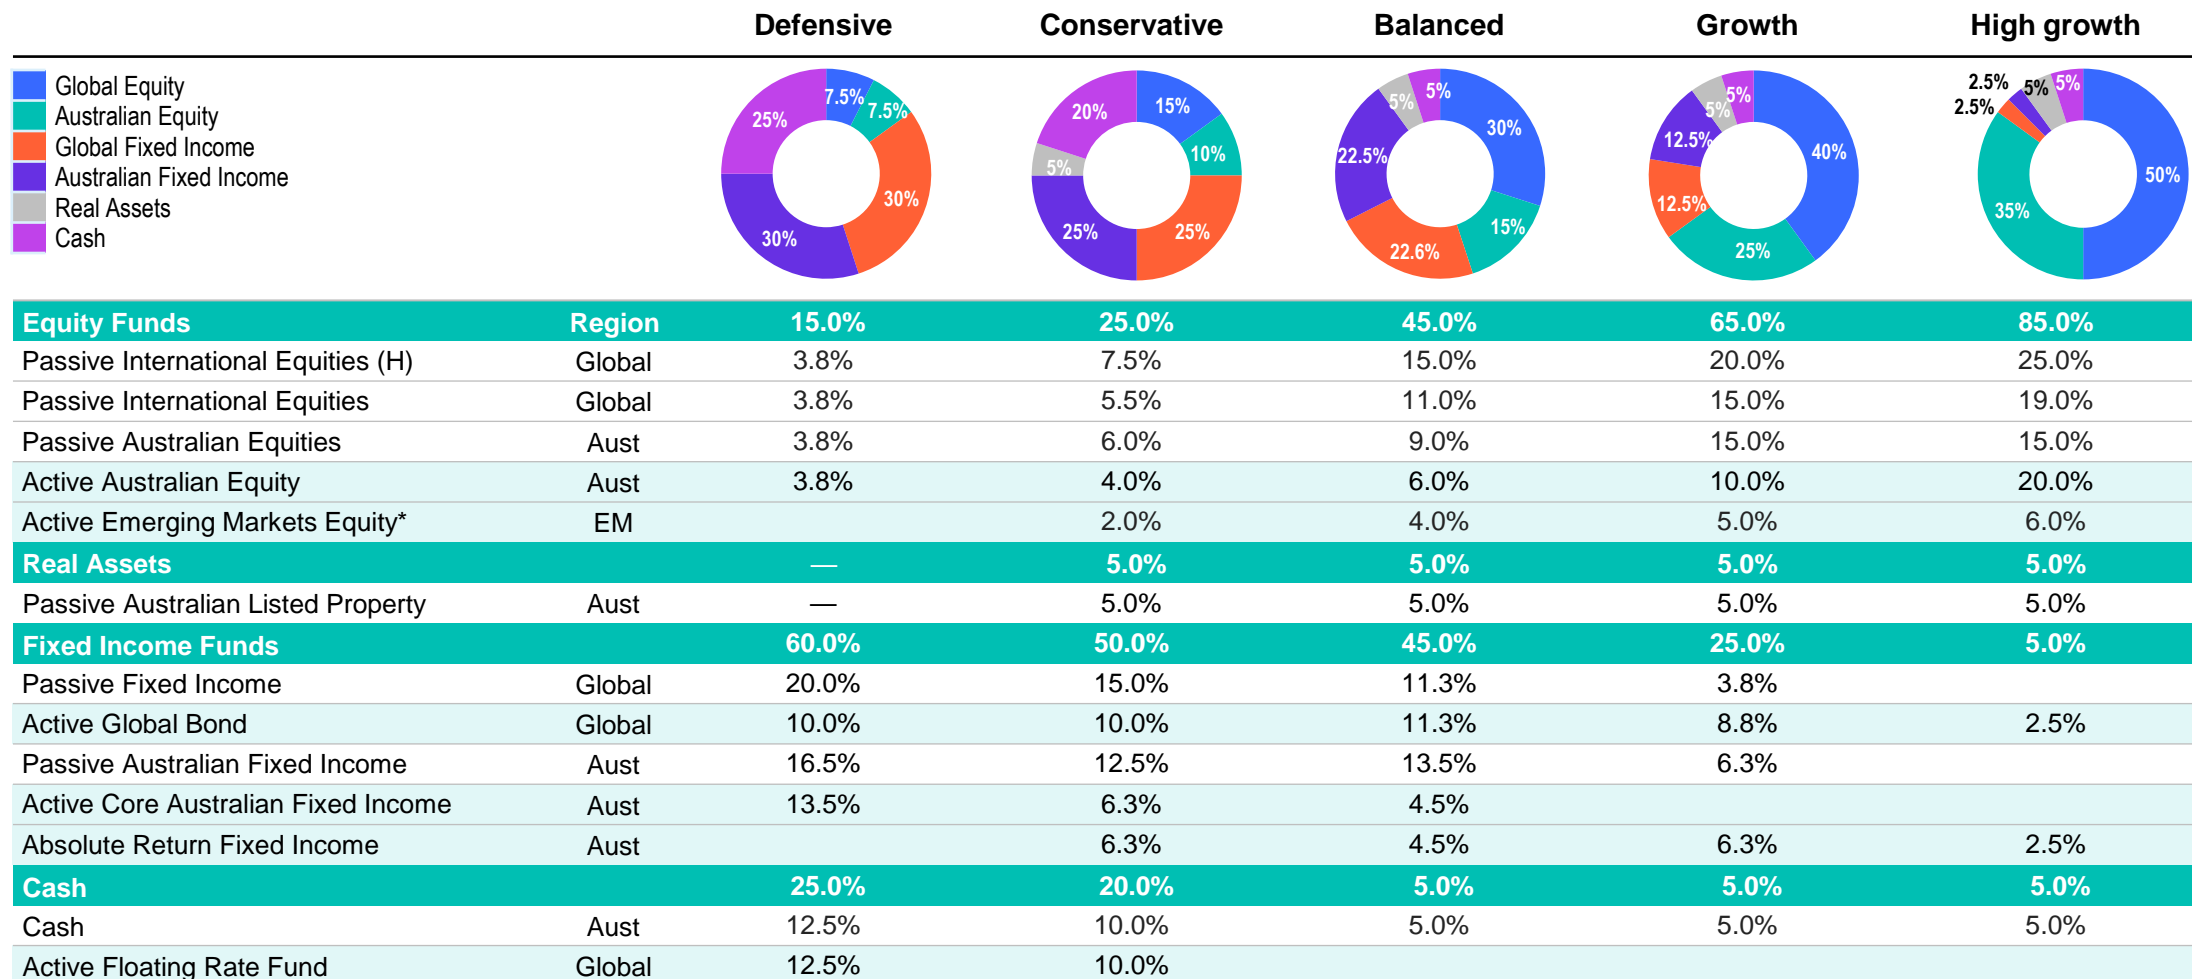 Defensive Conservative Balanced Growth High growth
Global Equity
Australian Equity
Global Fixed Income
Australian Fixed Income
Real Assets
Cash
7.5% 7.5% 30% 30% 25%
15% 10% 25% 25% 5% 20%
30% 15% 22.6% 22.5% 5% 5%
40% 25% 12.5% 12.5% 5% 5%
50% 35% 2.5% 2.5% 5% 5%
Equity Funds Region 15.0% 25.0% 45.0% 65.0% 85.0%
Passive International Equities (H) Global 3.8% 7.5% 15.0% 20.0% 25.0%
Passive International Equities Global 3.8% 5.5% 11.0% 15.0% 19.0%
Passive Australian Equities Aust 3.8% 6.0% 9.0% 15.0% 15.0%
Active Australian Equity Aust 3.8% 4.0% 6.0% 10.0% 20.0%
Active Emerging Markets Equity* EM 2.0% 4.0% 5.0% 6.0%
Real Assets — 5.0% 5.0% 5.0% 5.0%
Passive Australian Listed Property Aust — 5.0% 5.0% 5.0% 5.0%
Fixed Income Funds 60.0% 50.0% 45.0% 25.0% 5.0%
Passive Fixed Income Global 20.0% 15.0% 11.3% 3.8%
Active Global Bond Global 10.0% 10.0% 11.3% 8.8% 2.5%
Passive Australian Fixed Income Aust 16.5% 12.5% 13.5% 6.3%
Active Core Australian Fixed Income Aust 13.5% 6.3% 4.5%
Absolute Return Fixed Income Aust 6.3% 4.5% 6.3% 2.5%
Cash 25.0% 20.0% 5.0% 5.0% 5.0%
Cash Aust 12.5% 10.0% 5.0% 5.0% 5.0%
Active Floating Rate Fund Global 12.5% 10.0%